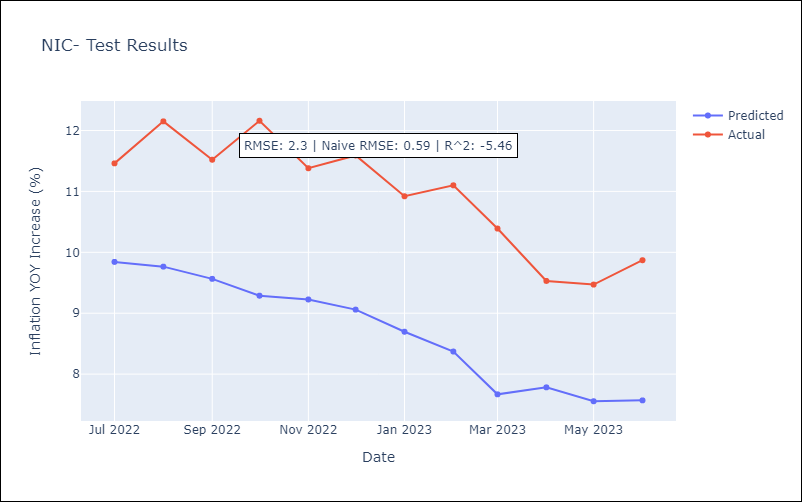 NIC- Test Results
Predicted
Actual
RMSE: 2.3 | Naive RMSE: 0.59 | R^2: -5.46
Inflation YOY Increase (%)
12
11
10
9
8
Jul 2022
Sep 2022
Nov 2022
Jan 2023
Mar 2023
May 2023
Date